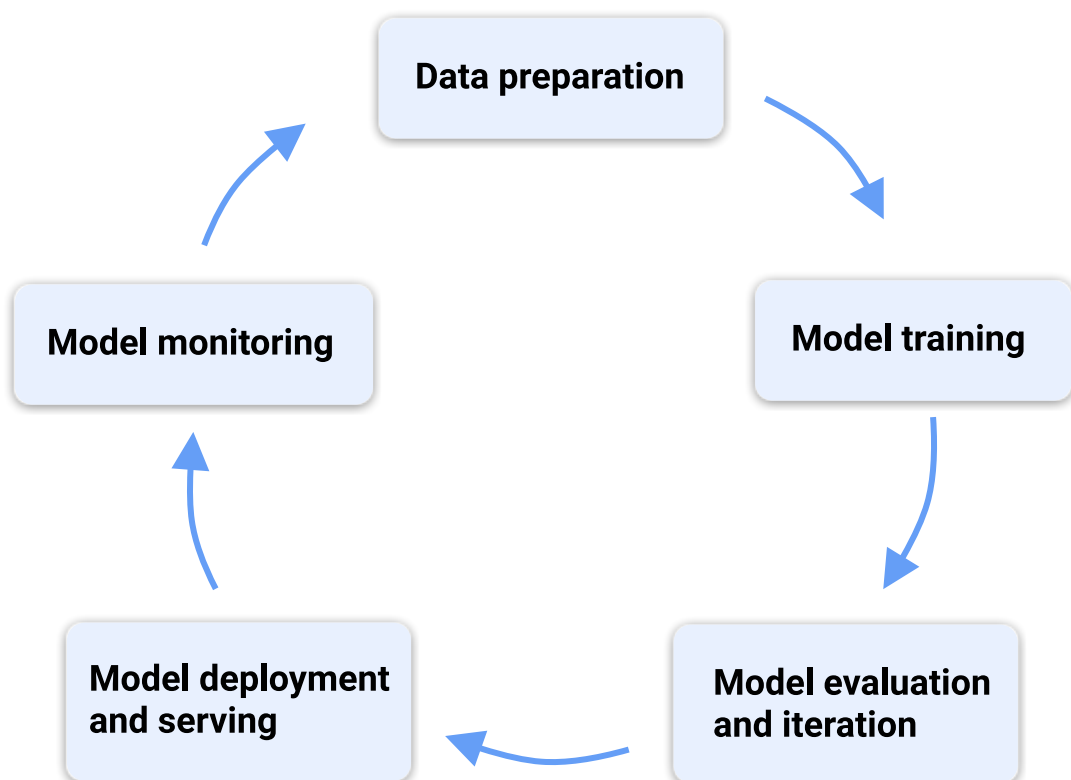 Data preparation
Model monitoring
Model training
Model deployment
and serving
Model evaluation
and iteration